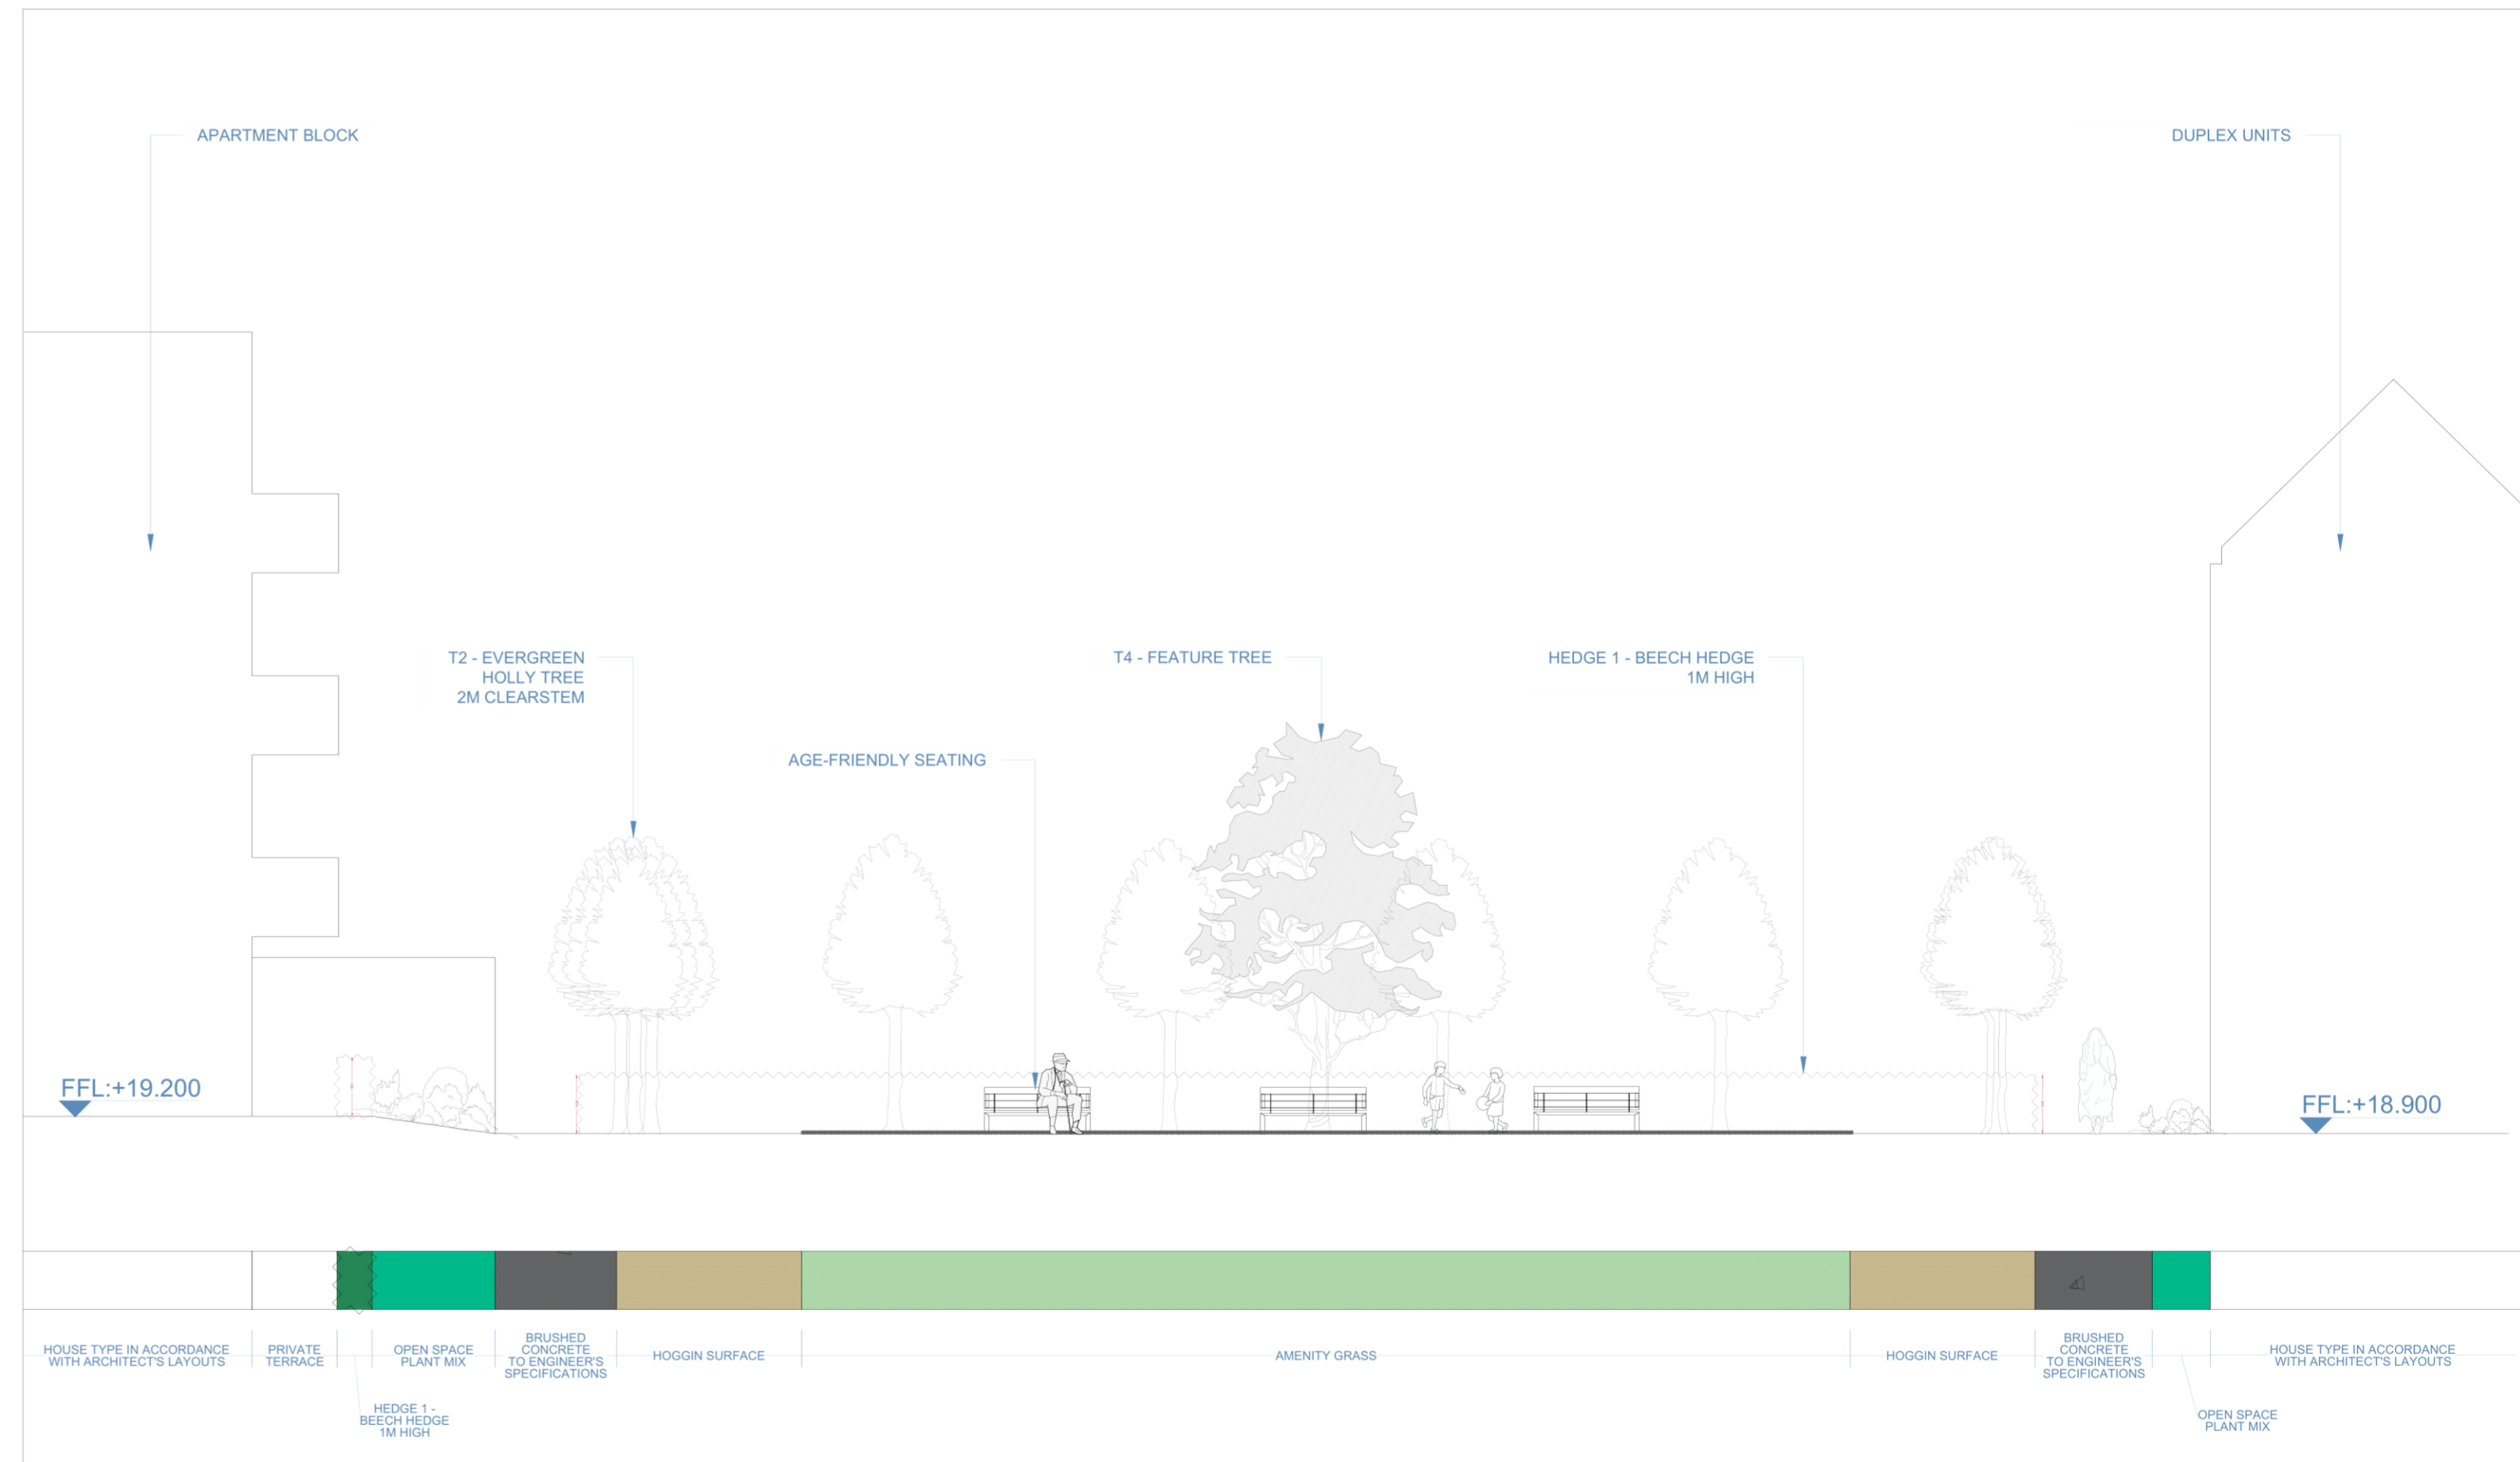 APARTMENT BLOCK
DUPLEX UNITS
T2 - EVERGREEN
HOLLY TREE
2M CLEARSTEM
T4 - FEATURE TREE
HEDGE 1 - BEECH HEDGE
1M HIGH
AGE-FRIENDLY SEATING
FFL:+19.200
FFL:+18.900
HOUSE TYPE IN ACCORDANCE
WITH ARCHITECT'S LAYOUTS
PRIVATE
TERRACE
OPEN SPACE
PLANT MIX
BRUSHED
CONCRETE
TO ENGINEER'S
SPECIFICATIONS
HOGGIN SURFACE
AMENITY GRASS
HOGGIN SURFACE
BRUSHED
CONCRETE
TO ENGINEER'S
SPECIFICATIONS
HOUSE TYPE IN ACCORDANCE
WITH ARCHITECT'S LAYOUTS
HEDGE 1 -
BEECH HEDGE
1M HIGH
OPEN SPACE
PLANT MIX